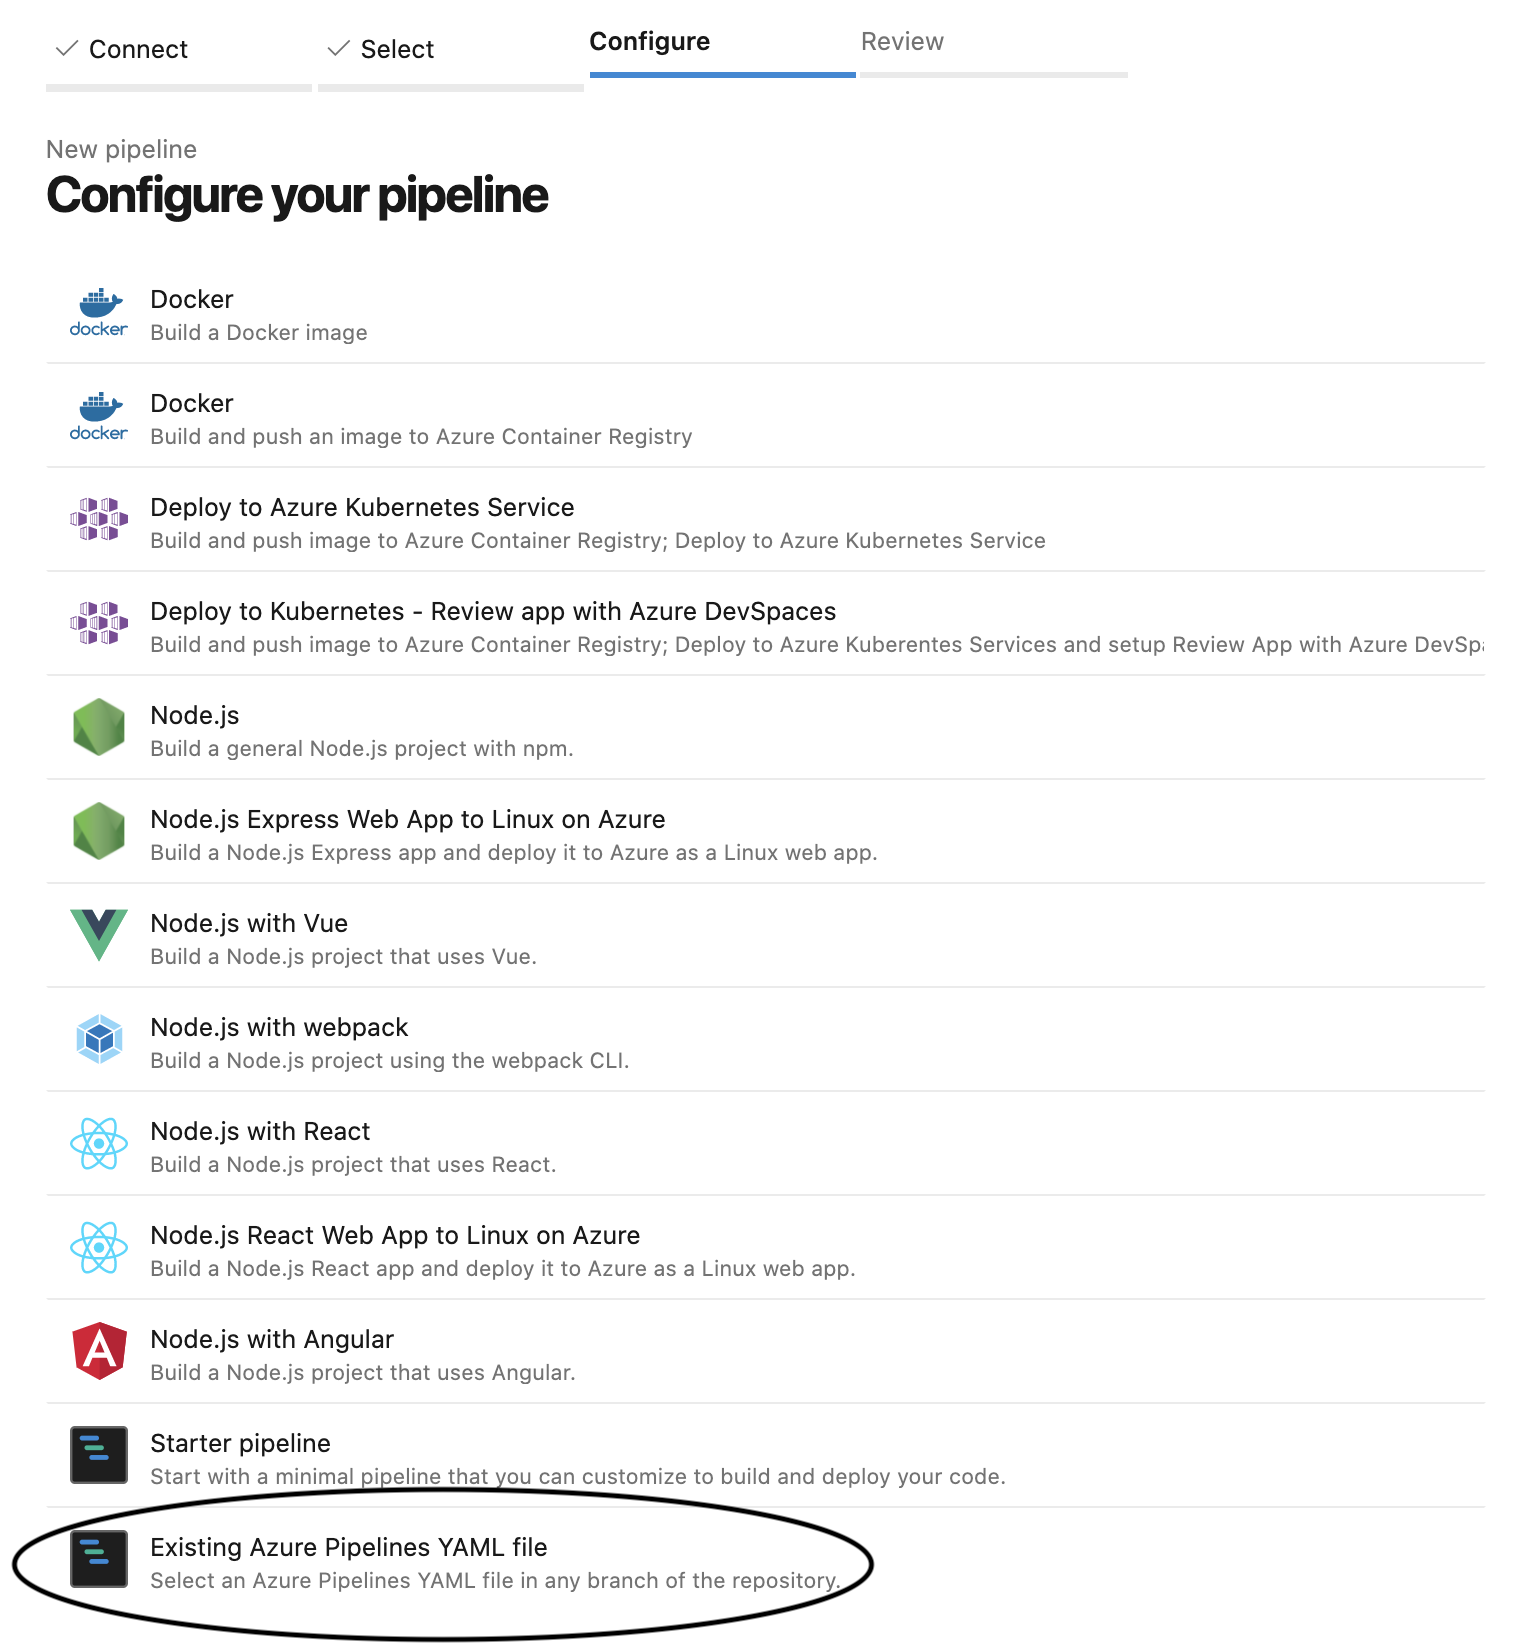 Connect
Select
Configure
Review
New pipeline
Configure your pipeline
docker
Docker
Build a Docker image
docker
Docker
Build and push an image to Azure Container Registry
Deploy to Azure Kubernetes Service
Build and push image to Azure Container Registry; Deploy to Azure Kubernetes Service
Deploy to Kubernetes - Review app with Azure DevSpaces
Build and push image to Azure Container Registry; Deploy to Azure Kuberentes Services and setup Review App with Azure DevSp
Node.js
Build a general Node.js project with npm.
Node.js Express Web App to Linux on Azure
Build a Node.js Express app and deploy it to Azure as a Linux web app.
Node.js with Vue
Build a Node.js project that uses Vue.
Node.js with webpack
Build a Node.js project using the webpack CLI.
Node.js with React
Build a Node.js project that uses React.
Node.js React Web App to Linux on Azure
Build a Node.js React app and deploy it to Azure as a Linux web app.
Node.js with Angular
Build a Node.js project that uses Angular.
Starter pipeline
Start with a minimal pipeline that you can customize to build and deploy your code.
Existing Azure Pipelines YAML file
Select an Azure Pipelines YAML file in any branch of the repository.